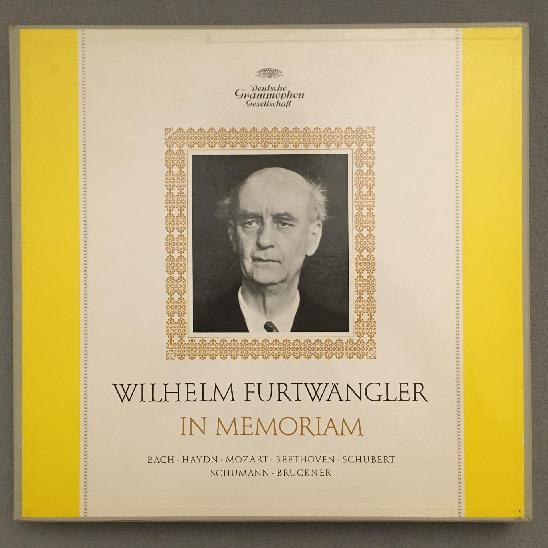 Deutsche
Grammophon
Gesellschaft
WILHELM FURTWÄNGLER
IN MEMORIAM
BACH · HAYDN · MOZART · BEETHOVEN · SCHUBERT
SCHUMANN · BRUCKNER